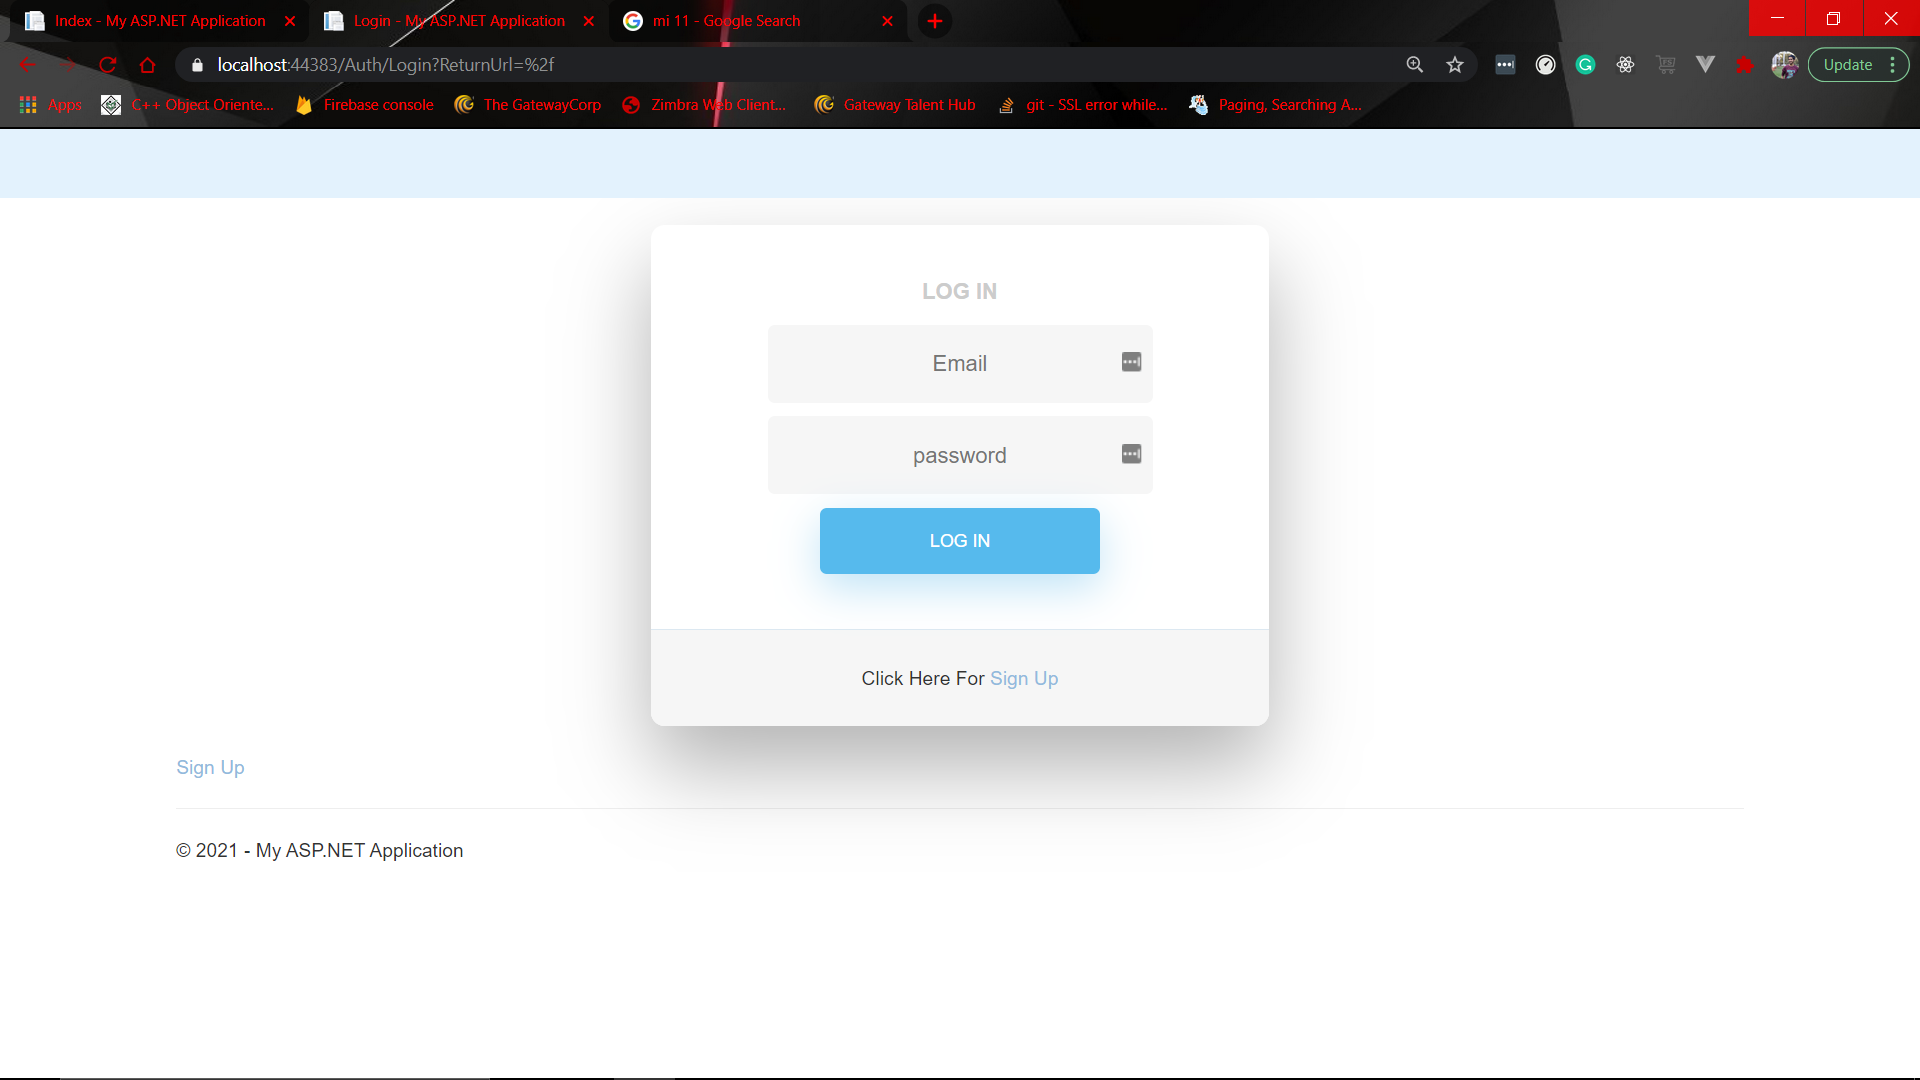 Index - My ASP.NET Application
Login - My ASP.NET Application
mi 11 - Google Search
localhost:44383/Auth/Login?ReturnUrl=%2f
Update
Apps
C++ Object Oriente...
Firebase console
The GatewayCorp
Zimbra Web Client...
Gateway Talent Hub
git - SSL error while...
Paging, Searching A...
LOG IN
Email
password
LOG IN
Click Here For Sign Up
Sign Up
© 2021 - My ASP.NET Application